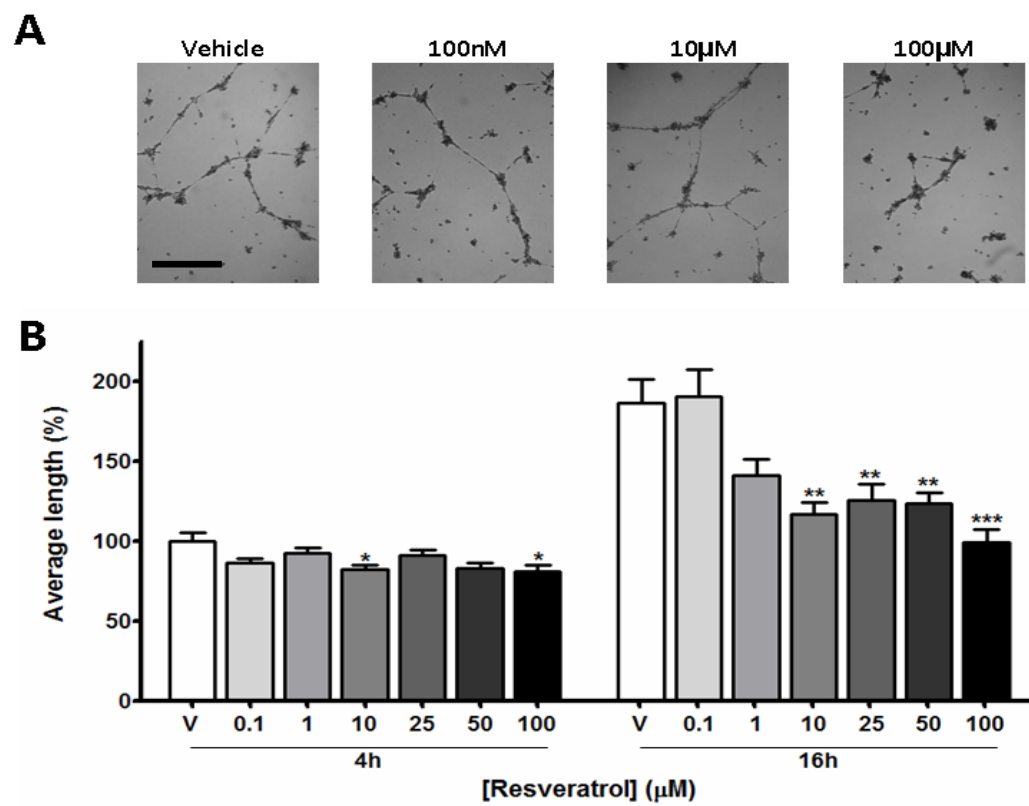 A
Vehicle 100nM 10µM 100µM
B
Average length (%)
200
150
100
50
0
* * ** ** ** ***
V 0.1 1 10 25 50 100 V 0.1 1 10 25 50 100
4h 16h
[Resveratrol] (µM)